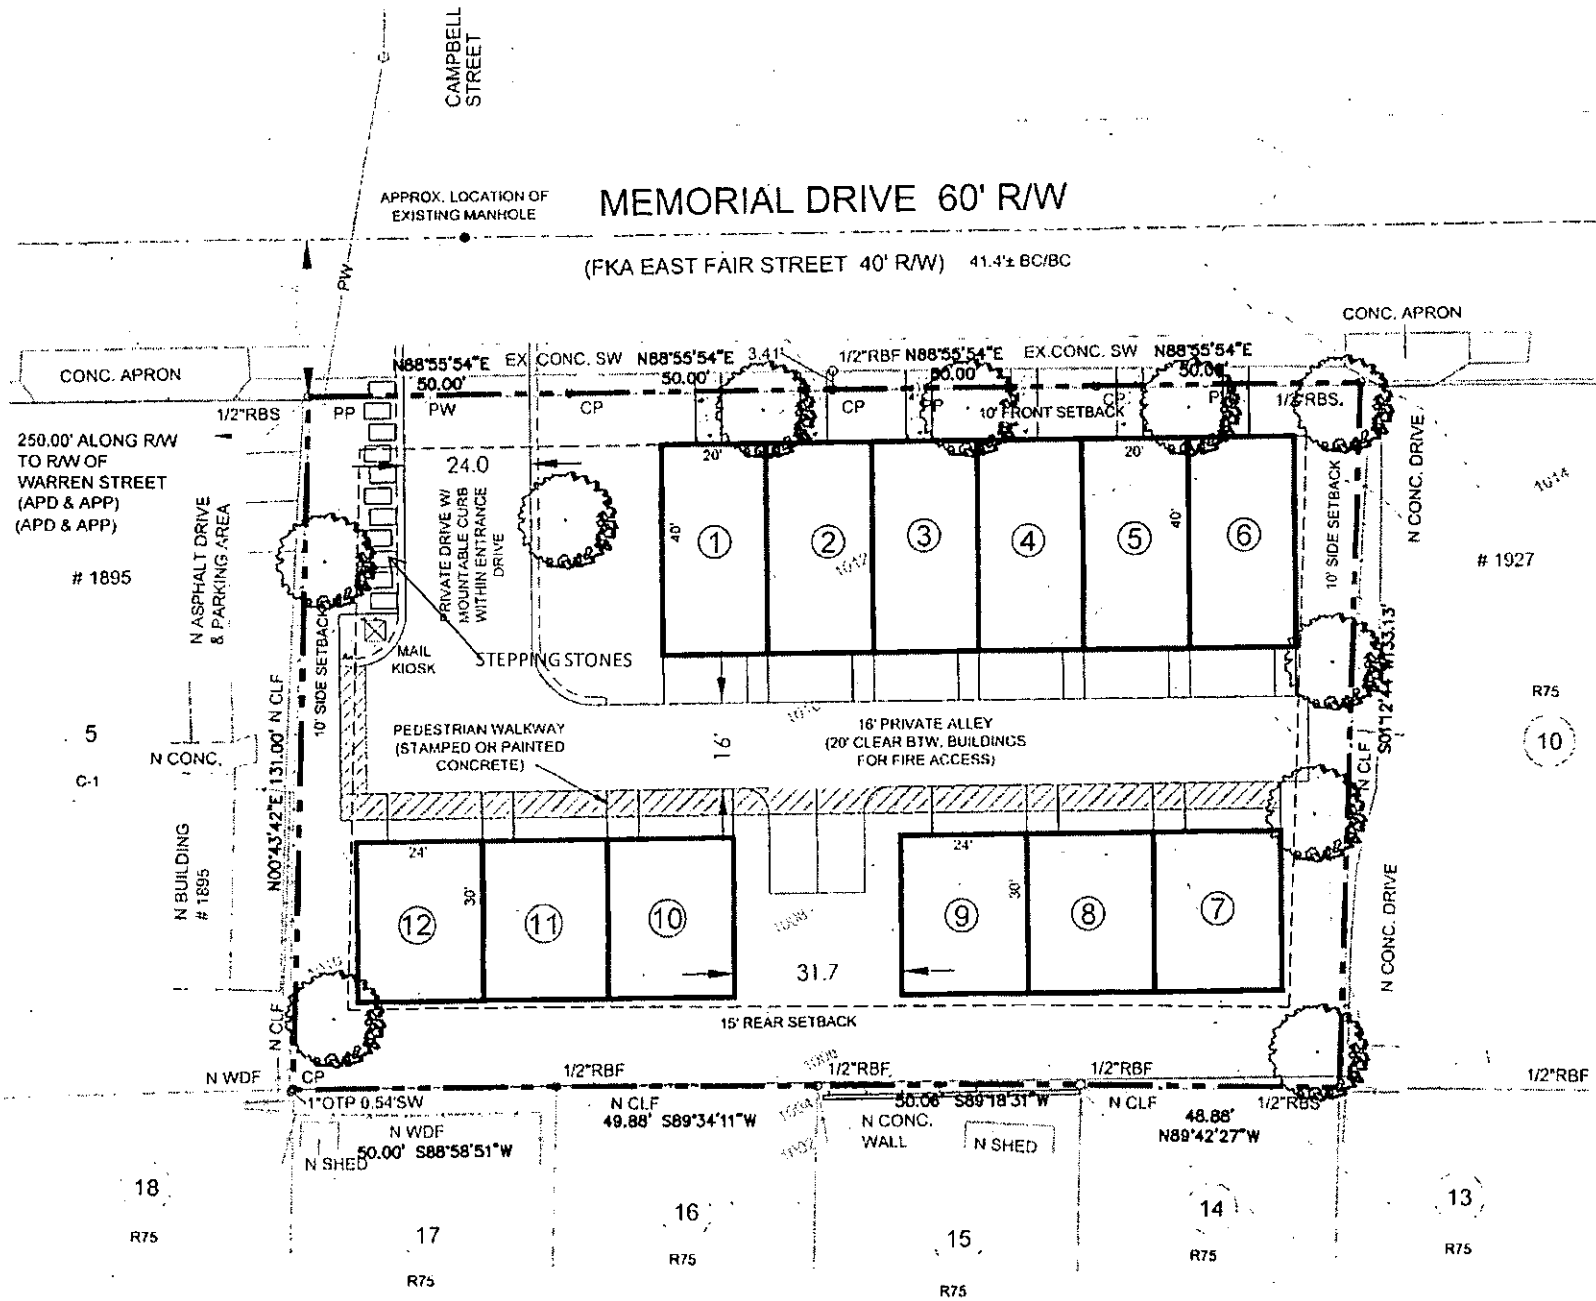 CAMPBELL
STREET
APPROX. LOCATION OF
EXISTING MANHOLE
MEMORIAL DRIVE 60' R/W
(FKA EAST FAIR STREET 40' R/W) 41.4'± BC/BC
PW
CONC. APRON
CONC. APRON
N88°55'54"E
50.00'
EX. CONC. SW
N88°55'54"E
50.00'
3.41'
1/2"RBF
N88°55'54"E
50.00'
EX.CONC. SW
N88°55'54"E
50.00'
1/2"RBS
PP
PW
CP
CP
CP
1/2"RBS.
10' FRONT SETBACK
250.00' ALONG R/W
TO R/W OF
WARREN STREET
(APD & APP)
(APD & APP)
# 1895
N ASPHALT DRIVE
& PARKING AREA
24.0
PRIVATE DRIVE W/
MOUNTABLE CURB
WITHIN ENTRANCE
DRIVE
20'
40'
1
2
3
4
20'
5
40'
6
1012
10' SIDE SETBACK
N CONC. DRIVE
1014
# 1927
MAIL
KIOSK
STEPPING STONES
10' SIDE SETBACK
N00°43'42"E 131.00' N CLF
S01°12'44"W 133.13'
N CLF
R75
10
5
C-1
N CONC.
PEDESTRIAN WALKWAY
(STAMPED OR PAINTED
CONCRETE)
16'
1010
16' PRIVATE ALLEY
(20' CLEAR BTW. BUILDINGS
FOR FIRE ACCESS)
N BUILDING
# 1895
24'
30'
12
11
10
1008
31.7
24'
30'
9
8
7
N CONC. DRIVE
N CLF
15' REAR SETBACK
N WDF
CP
1"OTP 0.54'SW
1/2"RBF
1/2"RBF
1/2"RBF
1/2"RBF
N CLF
49.88' S89°34'11"W
1004
1002
50.06' S89°18'31"W
N CONC.
WALL
N CLF
1/2"RBS
48.88'
N89°42'27"W
N WDF
50.00' S88°58'51"W
N SHED
N SHED
18
R75
17
R75
16
R75
15
R75
14
R75
13
R75